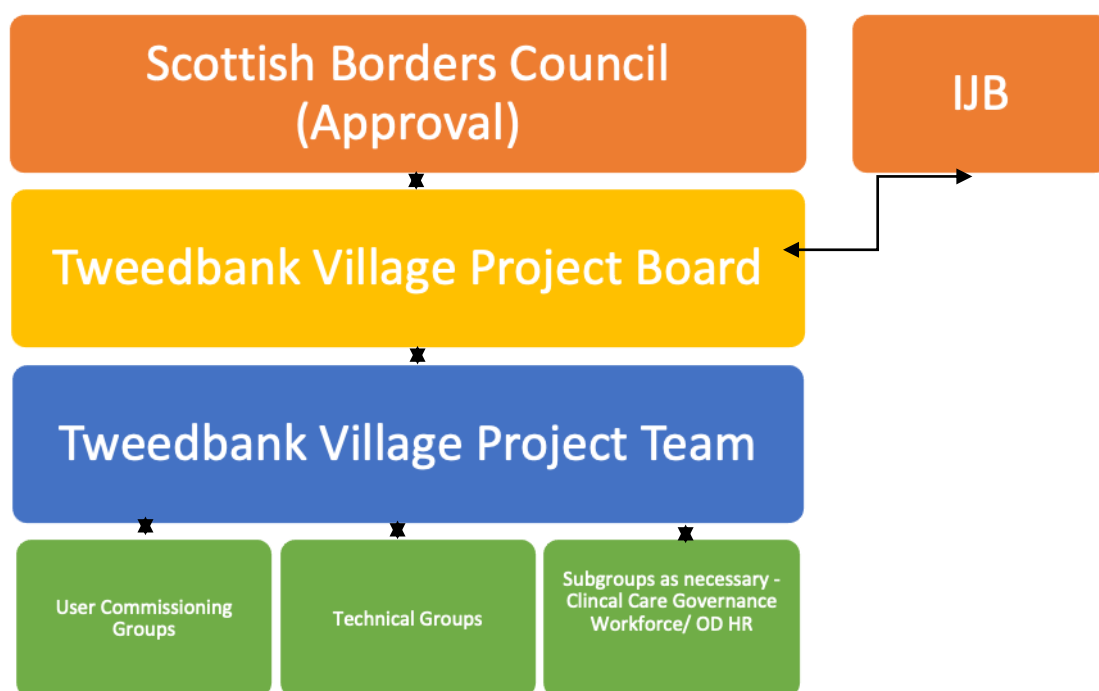 Scottish Borders Council
(Approval)
IJB
Tweedbank Village Project Board
Tweedbank Village Project Team
User Commissioning
Groups
Technical Groups
Subgroups as necessary -
Clincal Care Governance
Workforce/ OD HR